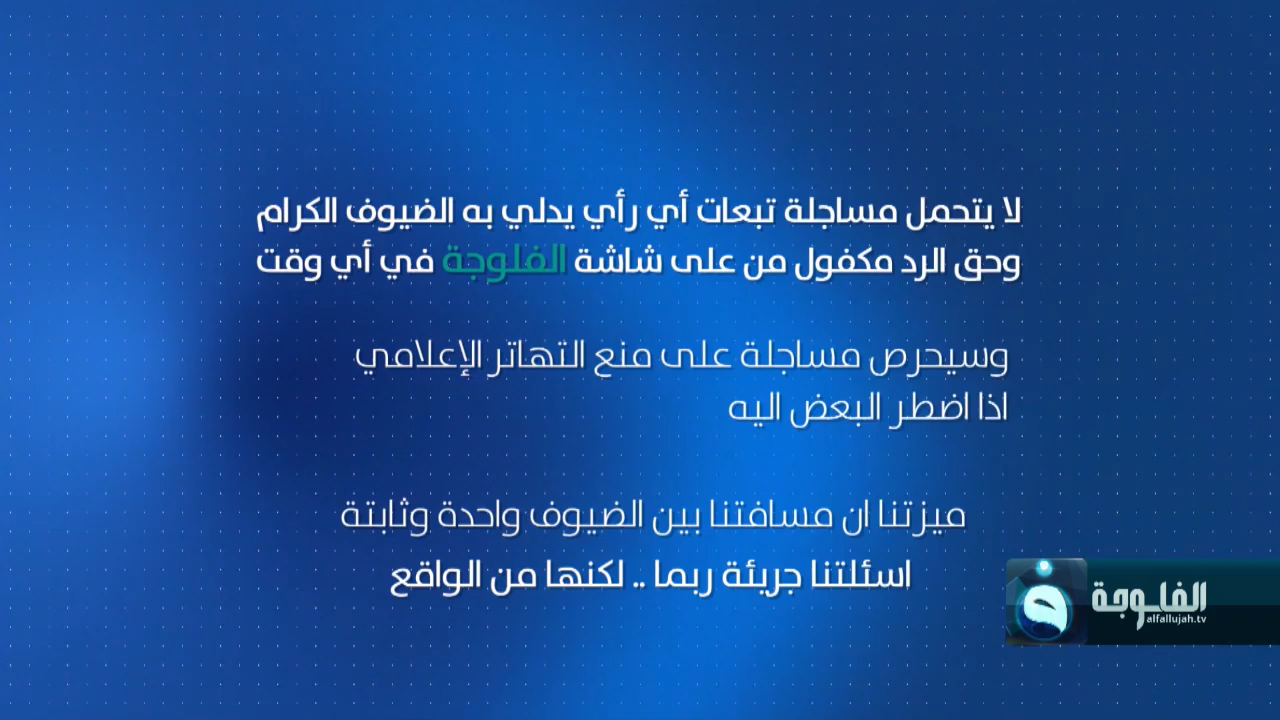 لا يتحمل مساجلة تبعات أي رأي يدلي به الضيوف الكرام
وحق الرد مكفول من على شاشة الفلوجة في أي وقت
وسيحرص مساجلة على منع التهاتر الإعلامي
اذا اضطر البعض اليه
ميزتنا ان مسافتنا بين الضيوف واحدة وثابتة
اسئلتنا جريئة ربما .. لكنها من الواقع
الفلوجة
alfallujah.tv